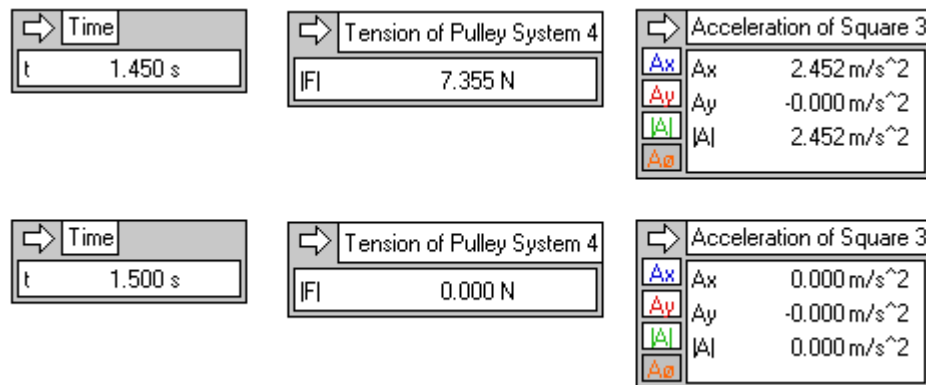 Time
t 1.450 s
Tension of Pulley System 4
|F| 7.355 N
Acceleration of Square 3
Ax Ax 2.452 m/s^2
Ay Ay -0.000 m/s^2
|A| |A| 2.452 m/s^2
Aø
Time
t 1.500 s
Tension of Pulley System 4
|F| 0.000 N
Acceleration of Square 3
Ax Ax 0.000 m/s^2
Ay Ay -0.000 m/s^2
|A| |A| 0.000 m/s^2
Aø